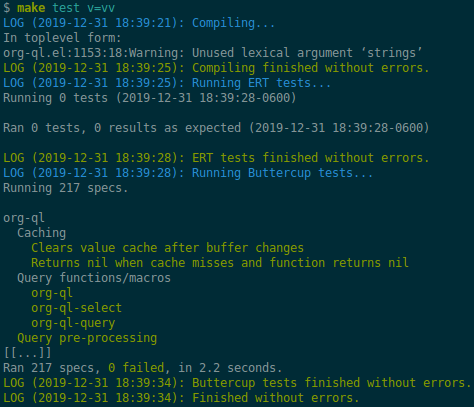 $ make test v=vv
LOG (2019-12-31 18:39:21): Compiling...
In toplevel form:
org-ql.el:1153:18:Warning: Unused lexical argument ‘strings’
LOG (2019-12-31 18:39:25): Compiling finished without errors.
LOG (2019-12-31 18:39:25): Running ERT tests...
Running 0 tests (2019-12-31 18:39:28-0600)
Ran 0 tests, 0 results as expected (2019-12-31 18:39:28-0600)
LOG (2019-12-31 18:39:28): ERT tests finished without errors.
LOG (2019-12-31 18:39:28): Running Buttercup tests...
Running 217 specs.
org-ql
Caching
Clears value cache after buffer changes
Returns nil when cache misses and function returns nil
Query functions/macros
org-ql
org-ql-select
org-ql-query
Query pre-processing
[[...]]
Ran 217 specs, 0 failed, in 2.2 seconds.
LOG (2019-12-31 18:39:34): Buttercup tests finished without errors.
LOG (2019-12-31 18:39:34): Finished without errors.